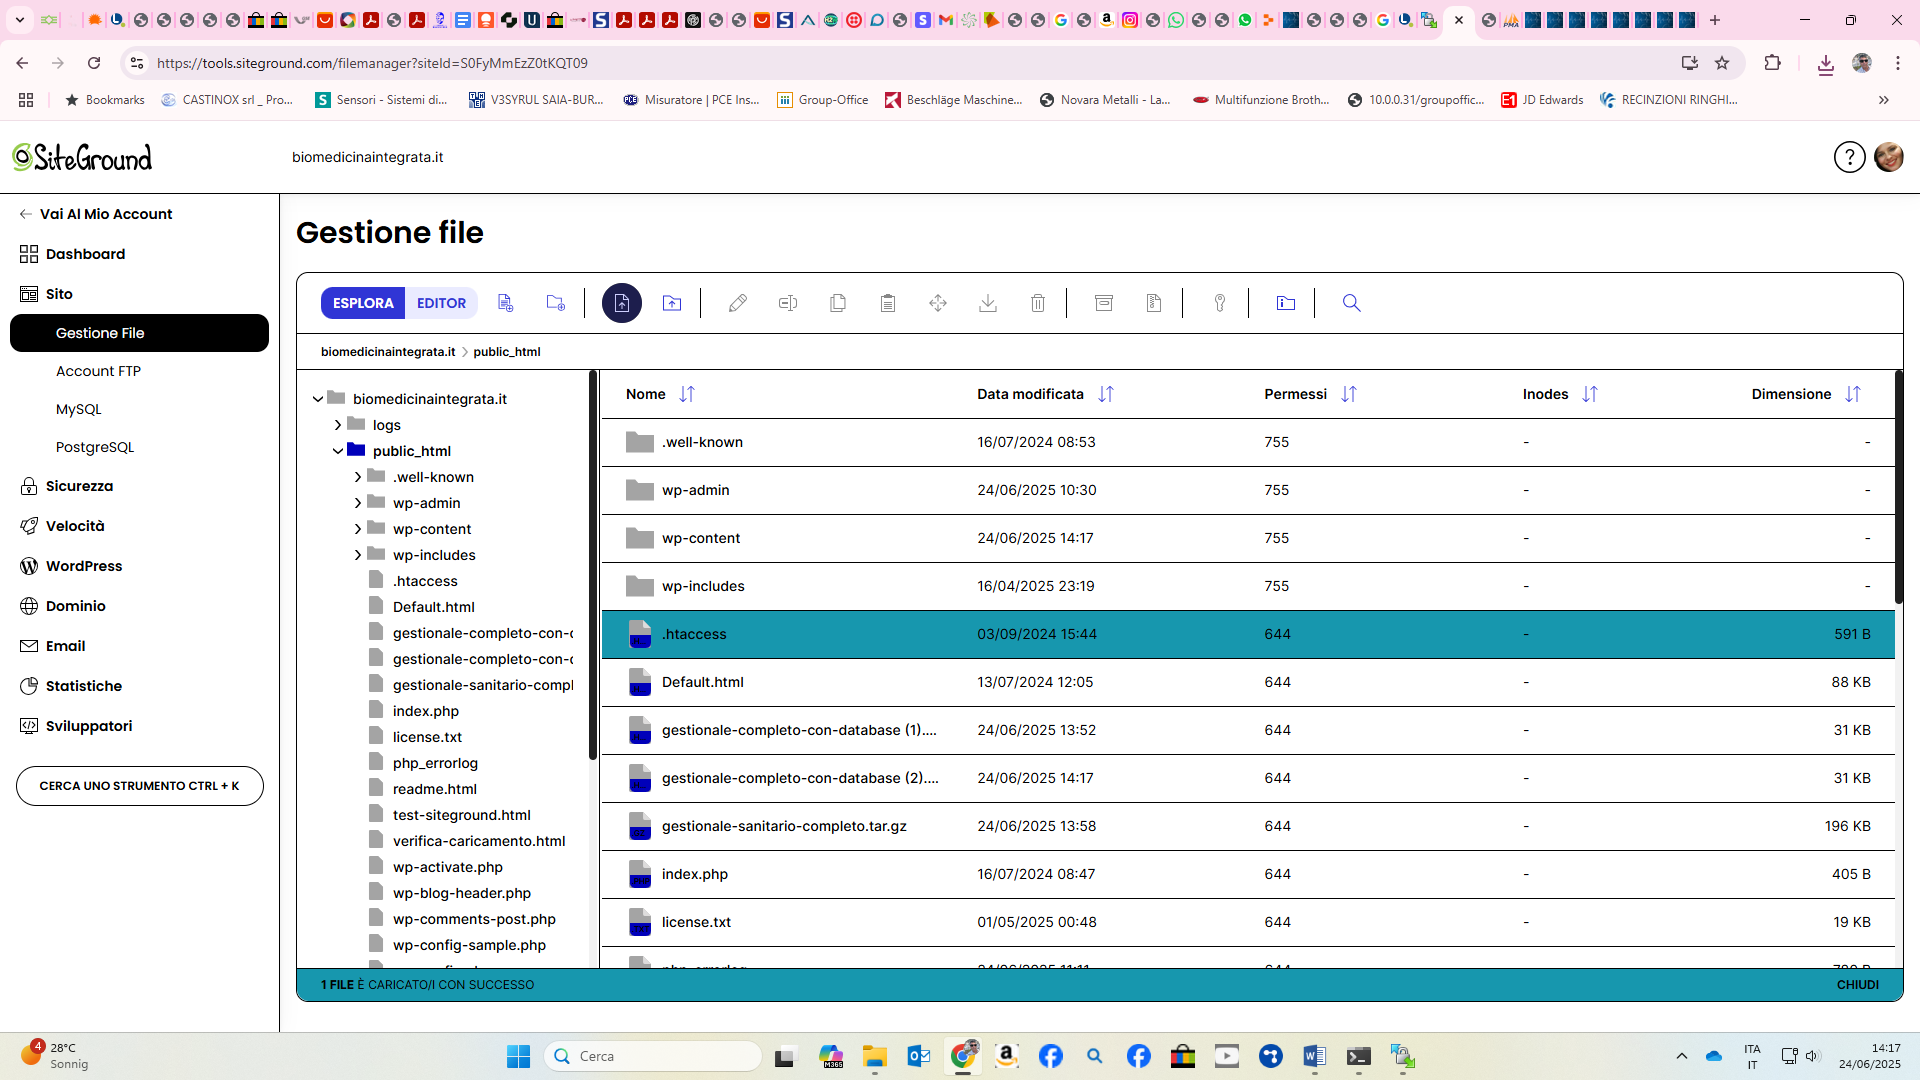 https://tools.siteground.com/filemanager?siteId=S0FyMmEzZ0tKQT09
Bookmarks
CASTINOX srl _ Pro...
Sensori - Sistemi di...
V3SYRUL SAIA-BUR...
Misuratore | PCE Ins...
Group-Office
Beschläge Maschine...
Novara Metalli - La...
Multifunzione Broth...
10.0.0.31/groupoffic...
JD Edwards
RECINZIONI RINGHI...
SiteGround
biomedicinaintegrata.it
Vai Al Mio Account
Dashboard
Sito
Gestione File
Account FTP
MySQL
PostgreSQL
Sicurezza
Velocità
WordPress
Dominio
Email
Statistiche
Sviluppatori
CERCA UNO STRUMENTO CTRL + K
Gestione file
ESPLORA EDITOR
biomedicinaintegrata.it > public_html
biomedicinaintegrata.it
logs
public_html
.well-known
wp-admin
wp-content
wp-includes
.htaccess
Default.html
gestionale-completo-con-
gestionale-completo-con-
gestionale-sanitario-compl
index.php
license.txt
php_errorlog
readme.html
test-siteground.html
verifica-caricamento.html
wp-activate.php
wp-blog-header.php
wp-comments-post.php
wp-config-sample.php
Nome Data modificata Permessi Inodes Dimensione
.well-known 16/07/2024 08:53 755 - -
wp-admin 24/06/2025 10:30 755 - -
wp-content 24/06/2025 14:17 755 - -
wp-includes 16/04/2025 23:19 755 - -
.htaccess 03/09/2024 15:44 644 - 591 B
Default.html 13/07/2024 12:05 644 - 88 KB
gestionale-completo-con-database (1).... 24/06/2025 13:52 644 - 31 KB
gestionale-completo-con-database (2).... 24/06/2025 14:17 644 - 31 KB
gestionale-sanitario-completo.tar.gz 24/06/2025 13:58 644 - 196 KB
index.php 16/07/2024 08:47 644 - 405 B
license.txt 01/05/2025 00:48 644 - 19 KB
1 FILE È CARICATO/I CON SUCCESSO CHIUDI
4
28°C
Sonnig
Cerca
ITA
IT
14:17
24/06/2025